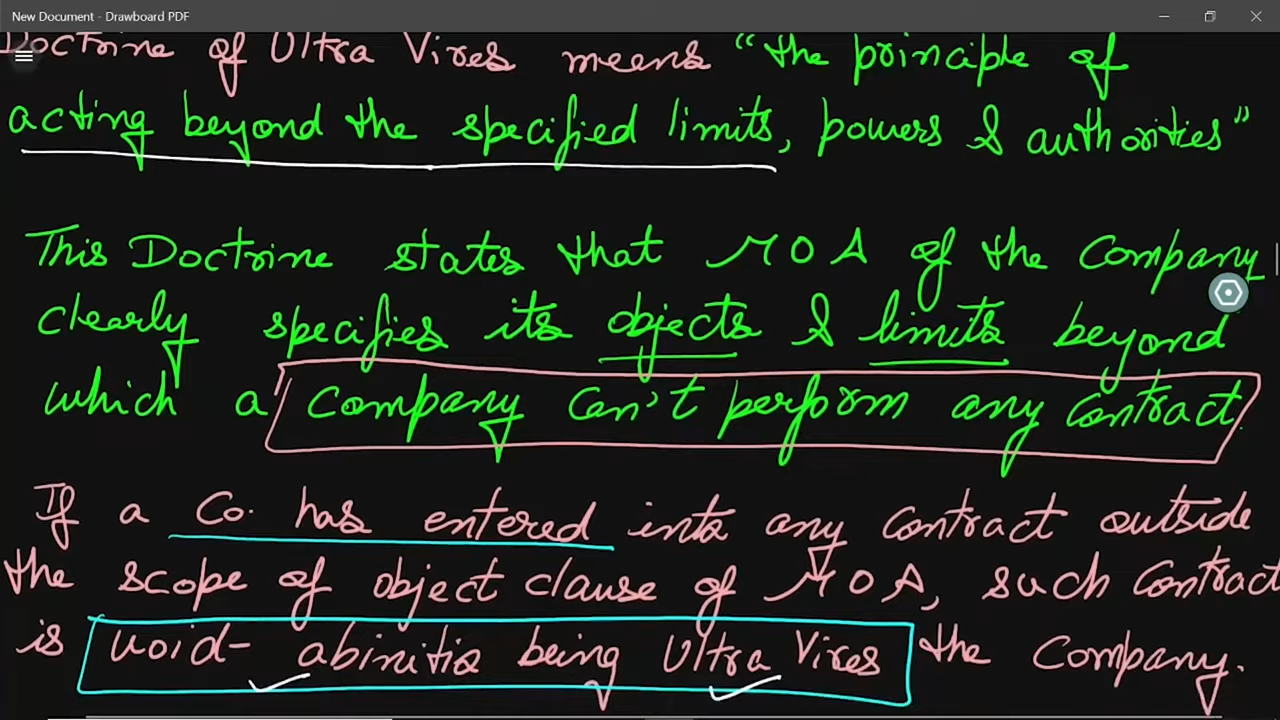 New Document - Drawboard PDF
Doctrine of Ultra Vires means "the principle of
acting beyond the specified limits, powers & authorities"
This Doctrine states that MOA of the Company
clearly specifies its objects & limits beyond
which a Company can't perform any contract
If a Co. has entered into any contract outside
the scope of object clause of MOA, such contract
is void-abinitio being Ultra Vires the Company.